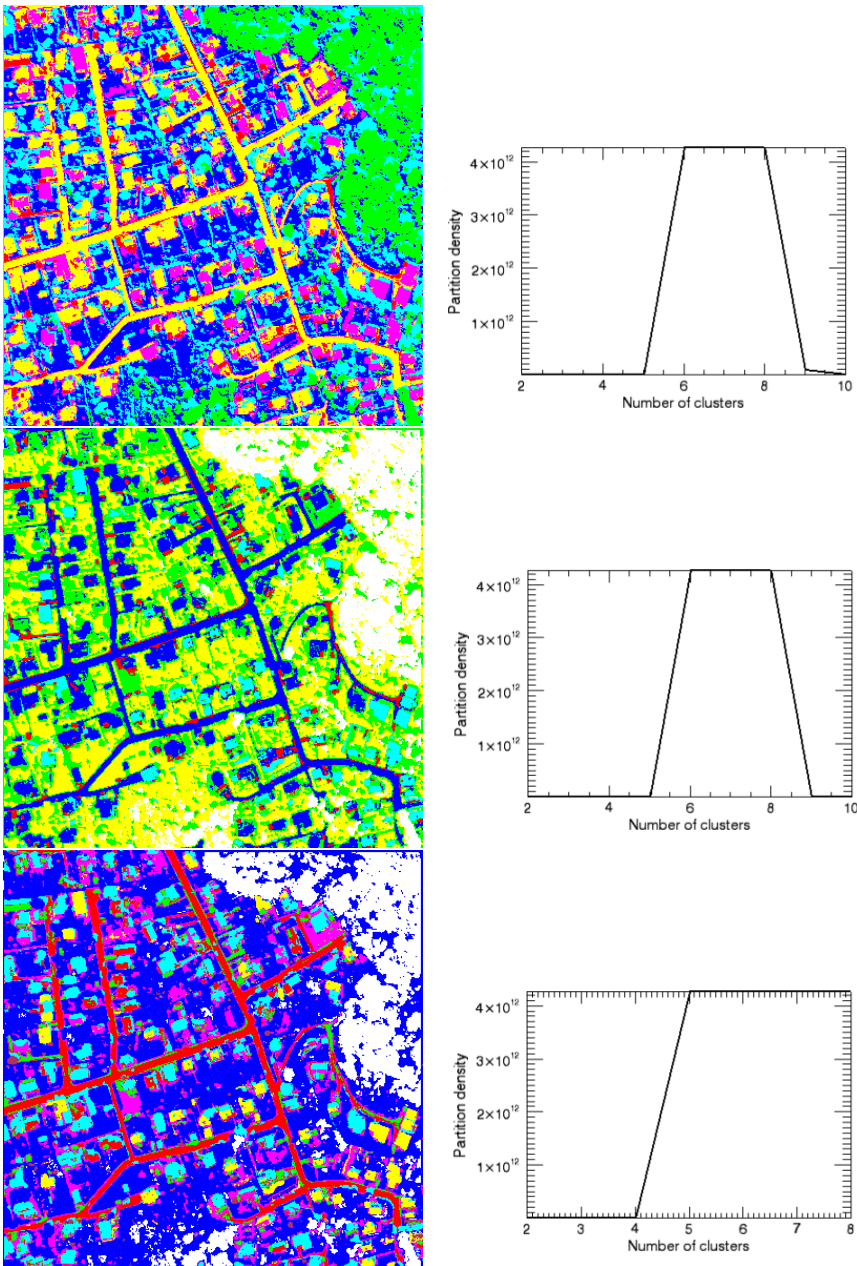 4×10¹²
3×10¹²
2×10¹²
1×10¹²
Partition density
2 4 6 8 10
Number of clusters
4×10¹²
3×10¹²
2×10¹²
1×10¹²
Partition density
2 4 6 8 10
Number of clusters
4×10¹²
3×10¹²
2×10¹²
1×10¹²
Partition density
2 3 4 5 6 7 8
Number of clusters